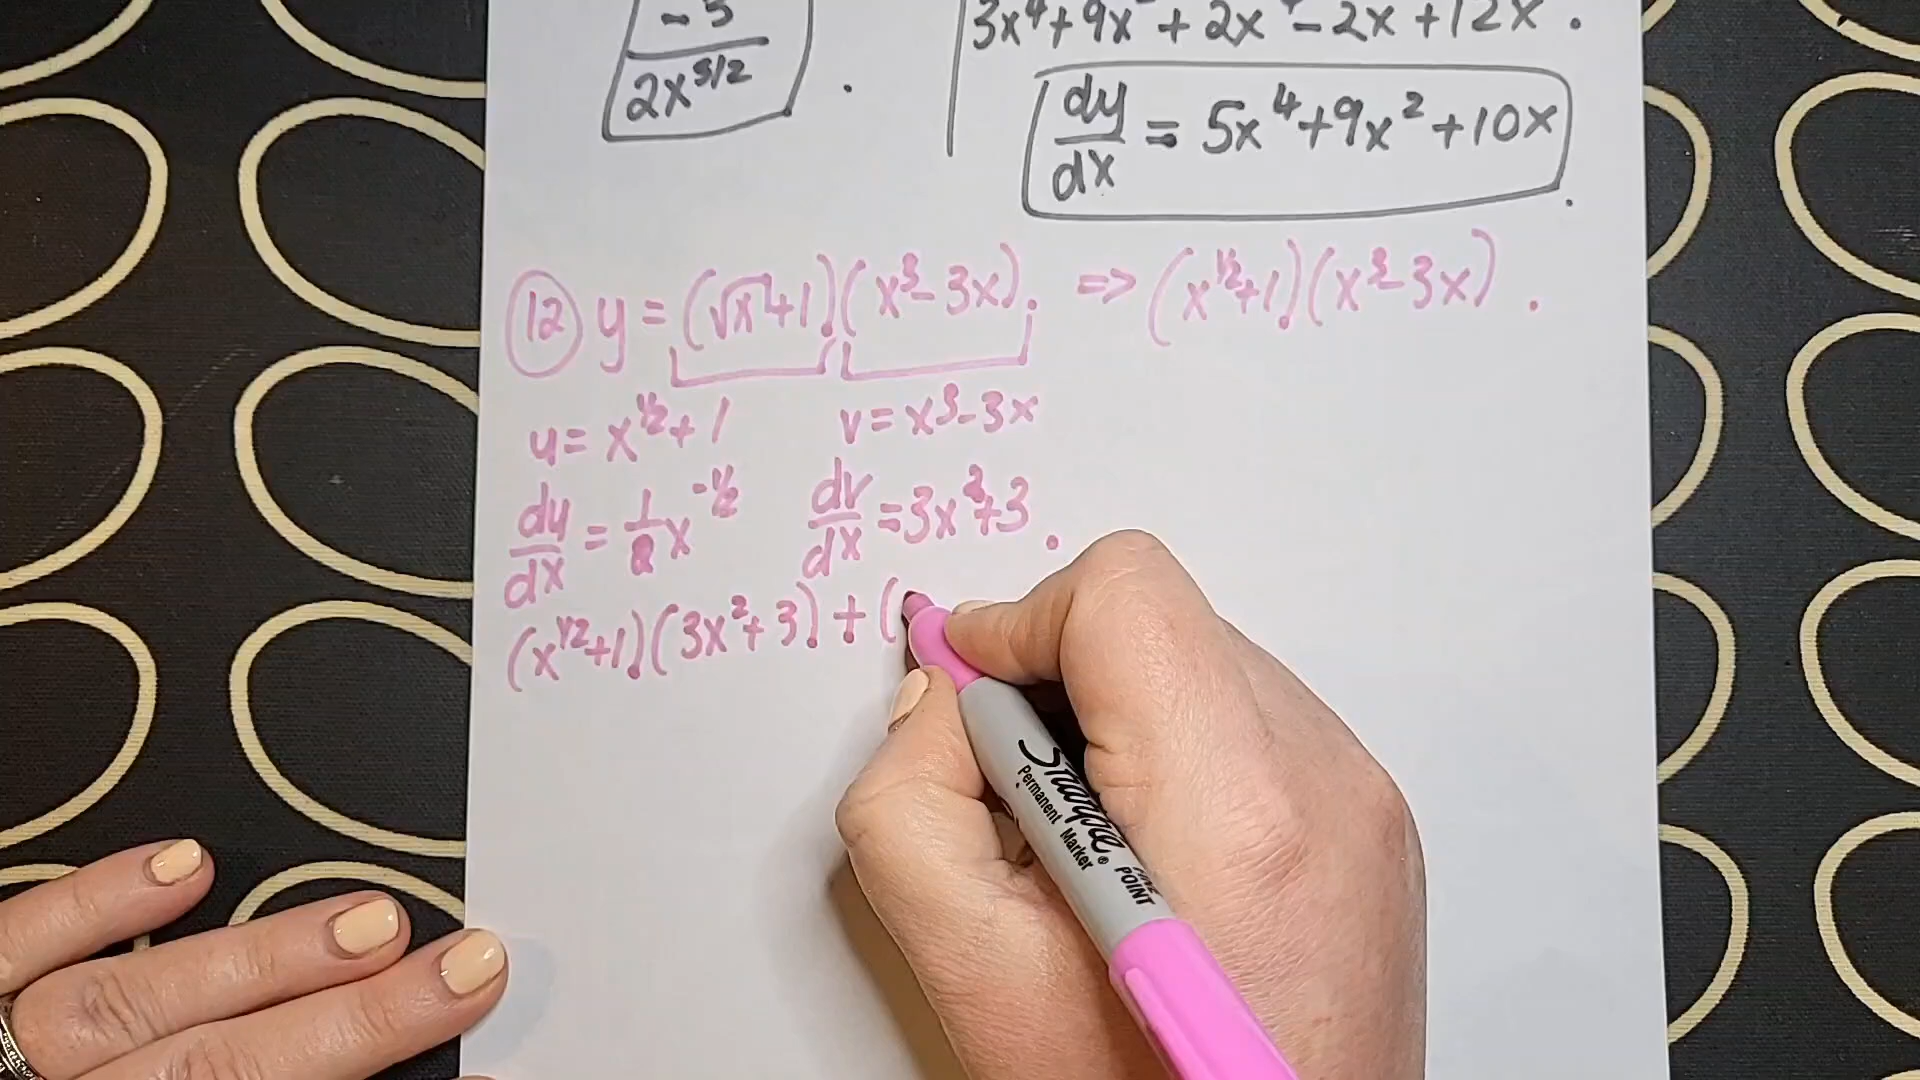 -5
2x^5/2 .
3x⁴+9x² + 2x⁴ - 2x + 12x .
dy/dx = 5x⁴+9x²+10x .
12 y = (√x+1)(x³-3x). => (x^½+1)(x³-3x) .
u = x^½+1 v = x³-3x
du/dx = 1/2 x^-½ dv/dx = 3x²+3 .
(x^1/2+1)(3x²+3) + (
Sharpie®
Permanent Marker
FINE
POINT